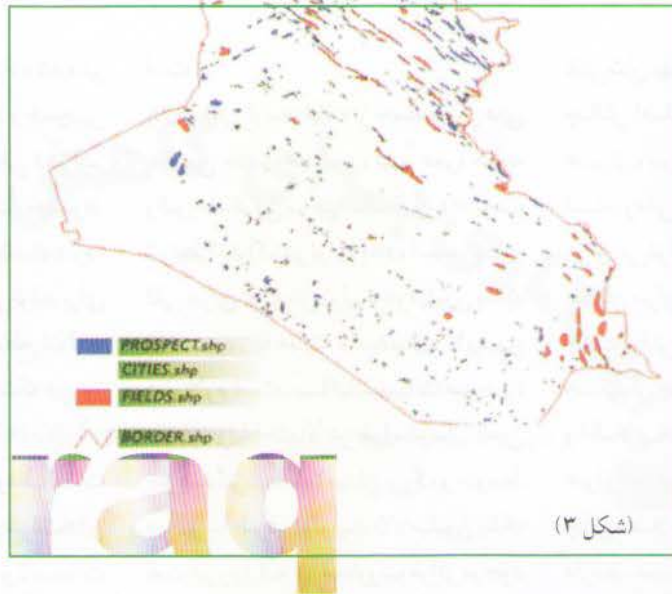 PROSPECT.shp
CITIES.shp
FIELDS.shp
BORDER.shp
raq
(شکل ۳)